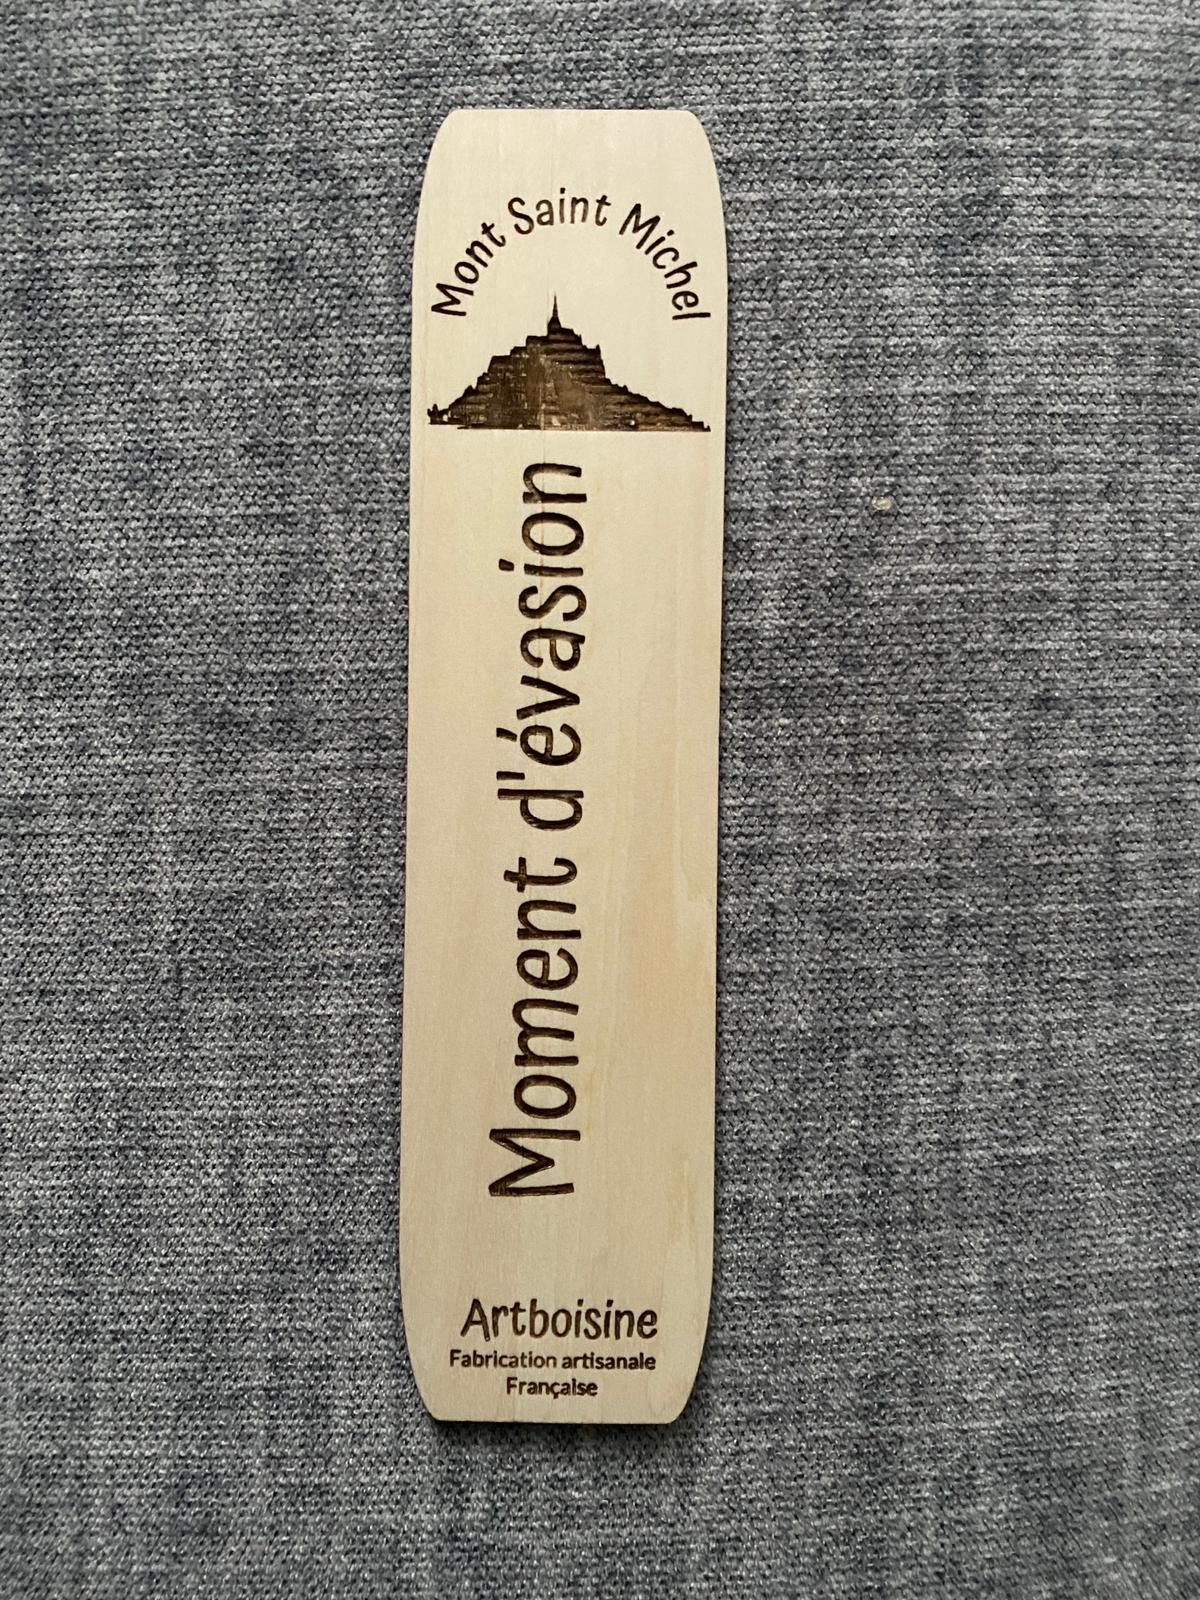 Mont Saint Michel
Moment d'évasion
Artboisine
Fabrication artisanale
Française